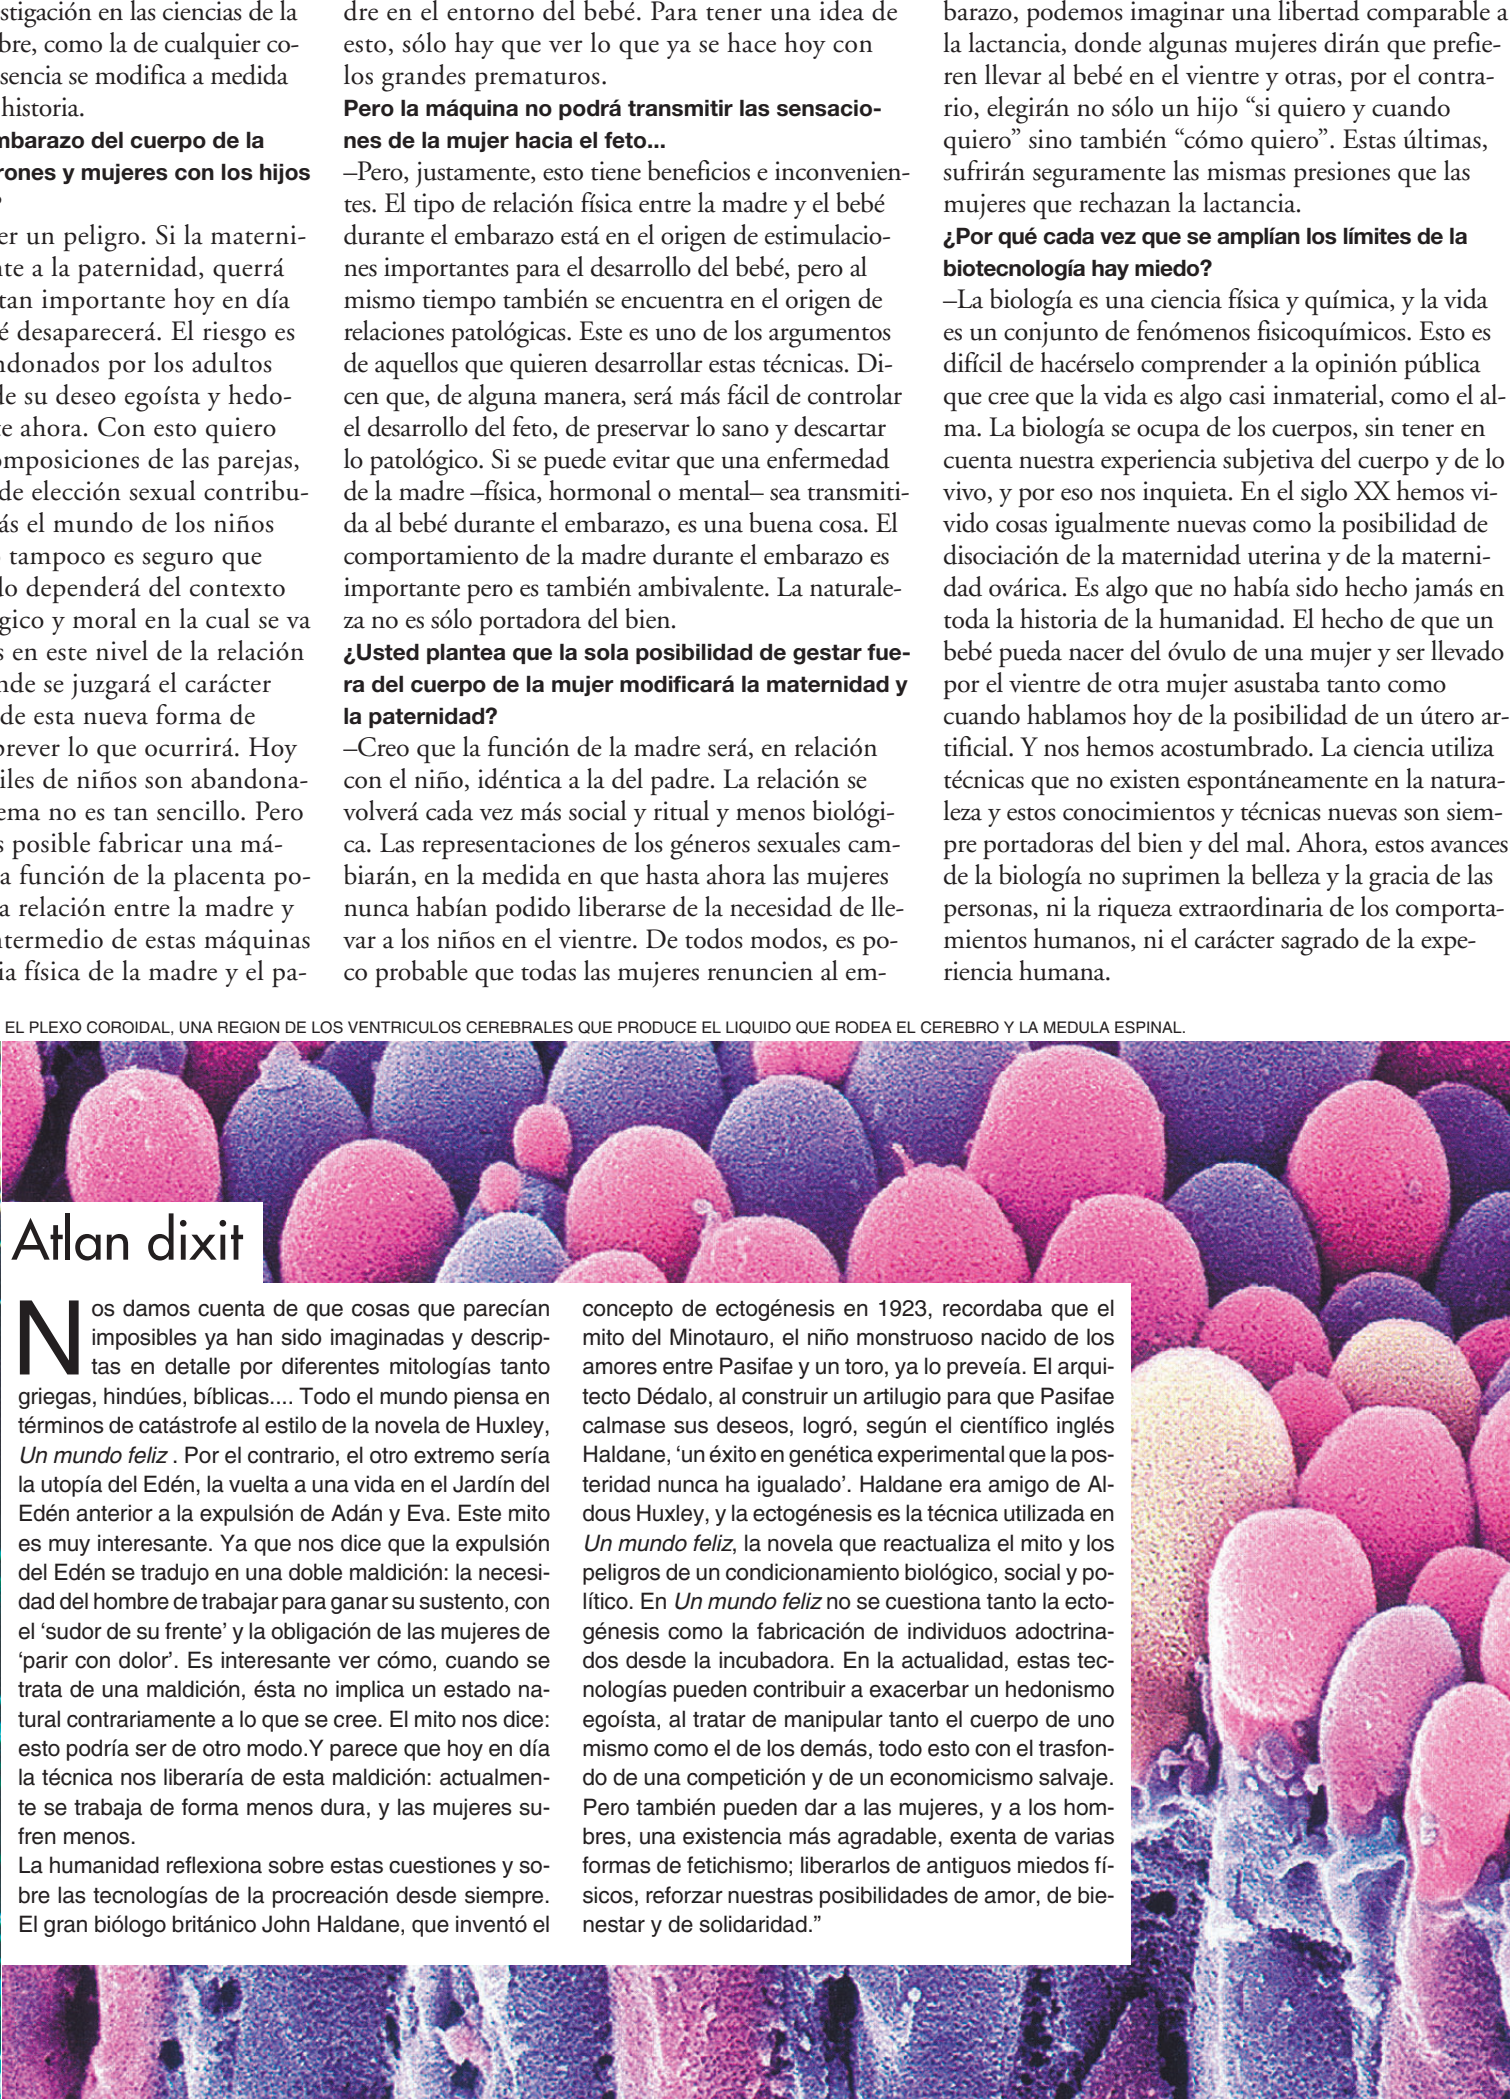 stigación en las ciencias de la
bre, como la de cualquier co-
sencia se modifica a medida
historia.
mbarazo del cuerpo de la
rones y mujeres con los hijos
?
er un peligro. Si la materni-
te a la paternidad, querrá
tan importante hoy en día
é desaparecerá. El riesgo es
ndonados por los adultos
de su deseo egoísta y hedo-
te ahora. Con esto quiero
omposiciones de las parejas,
de elección sexual contribu-
ás el mundo de los niños
o tampoco es seguro que
do dependerá del contexto
gico y moral en la cual se va
s en este nivel de la relación
nde se juzgará el carácter
de esta nueva forma de
prever lo que ocurrirá. Hoy
iles de niños son abandona-
ema no es tan sencillo. Pero
s posible fabricar una má-
a función de la placenta po-
a relación entre la madre y
ntermedio de estas máquinas
ia física de la madre y el pa-
dre en el entorno del bebé. Para tener una idea de
esto, sólo hay que ver lo que ya se hace hoy con
los grandes prematuros.
Pero la máquina no podrá transmitir las sensacio-
nes de la mujer hacia el feto...
–Pero, justamente, esto tiene beneficios e inconvenien-
tes. El tipo de relación física entre la madre y el bebé
durante el embarazo está en el origen de estimulacio-
nes importantes para el desarrollo del bebé, pero al
mismo tiempo también se encuentra en el origen de
relaciones patológicas. Este es uno de los argumentos
de aquellos que quieren desarrollar estas técnicas. Di-
cen que, de alguna manera, será más fácil de controlar
el desarrollo del feto, de preservar lo sano y descartar
lo patológico. Si se puede evitar que una enfermedad
de la madre –física, hormonal o mental– sea transmiti-
da al bebé durante el embarazo, es una buena cosa. El
comportamiento de la madre durante el embarazo es
importante pero es también ambivalente. La naturale-
za no es sólo portadora del bien.
¿Usted plantea que la sola posibilidad de gestar fue-
ra del cuerpo de la mujer modificará la maternidad y
la paternidad?
–Creo que la función de la madre será, en relación
con el niño, idéntica a la del padre. La relación se
volverá cada vez más social y ritual y menos biológi-
ca. Las representaciones de los géneros sexuales cam-
biarán, en la medida en que hasta ahora las mujeres
nunca habían podido liberarse de la necesidad de lle-
var a los niños en el vientre. De todos modos, es po-
co probable que todas las mujeres renuncien al em-
barazo, podemos imaginar una libertad comparable a
la lactancia, donde algunas mujeres dirán que prefie-
ren llevar al bebé en el vientre y otras, por el contra-
rio, elegirán no sólo un hijo “si quiero y cuando
quiero” sino también “cómo quiero”. Estas últimas,
sufrirán seguramente las mismas presiones que las
mujeres que rechazan la lactancia.
¿Por qué cada vez que se amplían los límites de la
biotecnología hay miedo?
–La biología es una ciencia física y química, y la vida
es un conjunto de fenómenos fisicoquímicos. Esto es
difícil de hacérselo comprender a la opinión pública
que cree que la vida es algo casi inmaterial, como el al-
ma. La biología se ocupa de los cuerpos, sin tener en
cuenta nuestra experiencia subjetiva del cuerpo y de lo
vivo, y por eso nos inquieta. En el siglo XX hemos vi-
vido cosas igualmente nuevas como la posibilidad de
disociación de la maternidad uterina y de la materni-
dad ovárica. Es algo que no había sido hecho jamás en
toda la historia de la humanidad. El hecho de que un
bebé pueda nacer del óvulo de una mujer y ser llevado
por el vientre de otra mujer asustaba tanto como
cuando hablamos hoy de la posibilidad de un útero ar-
tificial. Y nos hemos acostumbrado. La ciencia utiliza
técnicas que no existen espontáneamente en la natura-
leza y estos conocimientos y técnicas nuevas son siem-
pre portadoras del bien y del mal. Ahora, estos avances
de la biología no suprimen la belleza y la gracia de las
personas, ni la riqueza extraordinaria de los comporta-
mientos humanos, ni el carácter sagrado de la expe-
riencia humana.
EL PLEXO COROIDAL, UNA REGION DE LOS VENTRICULOS CEREBRALES QUE PRODUCE EL LIQUIDO QUE RODEA EL CEREBRO Y LA MEDULA ESPINAL.
Atlan dixit
Nos damos cuenta de que cosas que parecían
imposibles ya han sido imaginadas y descrip-
tas en detalle por diferentes mitologías tanto
griegas, hindúes, bíblicas.... Todo el mundo piensa en
términos de catástrofe al estilo de la novela de Huxley,
Un mundo feliz . Por el contrario, el otro extremo sería
la utopía del Edén, la vuelta a una vida en el Jardín del
Edén anterior a la expulsión de Adán y Eva. Este mito
es muy interesante. Ya que nos dice que la expulsión
del Edén se tradujo en una doble maldición: la necesi-
dad del hombre de trabajar para ganar su sustento, con
el ‘sudor de su frente’ y la obligación de las mujeres de
‘parir con dolor’. Es interesante ver cómo, cuando se
trata de una maldición, ésta no implica un estado na-
tural contrariamente a lo que se cree. El mito nos dice:
esto podría ser de otro modo.Y parece que hoy en día
la técnica nos liberaría de esta maldición: actualmen-
te se trabaja de forma menos dura, y las mujeres su-
fren menos.
La humanidad reflexiona sobre estas cuestiones y so-
bre las tecnologías de la procreación desde siempre.
El gran biólogo británico John Haldane, que inventó el
concepto de ectogénesis en 1923, recordaba que el
mito del Minotauro, el niño monstruoso nacido de los
amores entre Pasifae y un toro, ya lo preveía. El arqui-
tecto Dédalo, al construir un artilugio para que Pasifae
calmase sus deseos, logró, según el científico inglés
Haldane, ‘un éxito en genética experimental que la pos-
teridad nunca ha igualado’. Haldane era amigo de Al-
dous Huxley, y la ectogénesis es la técnica utilizada en
Un mundo feliz, la novela que reactualiza el mito y los
peligros de un condicionamiento biológico, social y po-
lítico. En Un mundo feliz no se cuestiona tanto la ecto-
génesis como la fabricación de individuos adoctrina-
dos desde la incubadora. En la actualidad, estas tec-
nologías pueden contribuir a exacerbar un hedonismo
egoísta, al tratar de manipular tanto el cuerpo de uno
mismo como el de los demás, todo esto con el trasfon-
do de una competición y de un economicismo salvaje.
Pero también pueden dar a las mujeres, y a los hom-
bres, una existencia más agradable, exenta de varias
formas de fetichismo; liberarlos de antiguos miedos fí-
sicos, reforzar nuestras posibilidades de amor, de bie-
nestar y de solidaridad.”